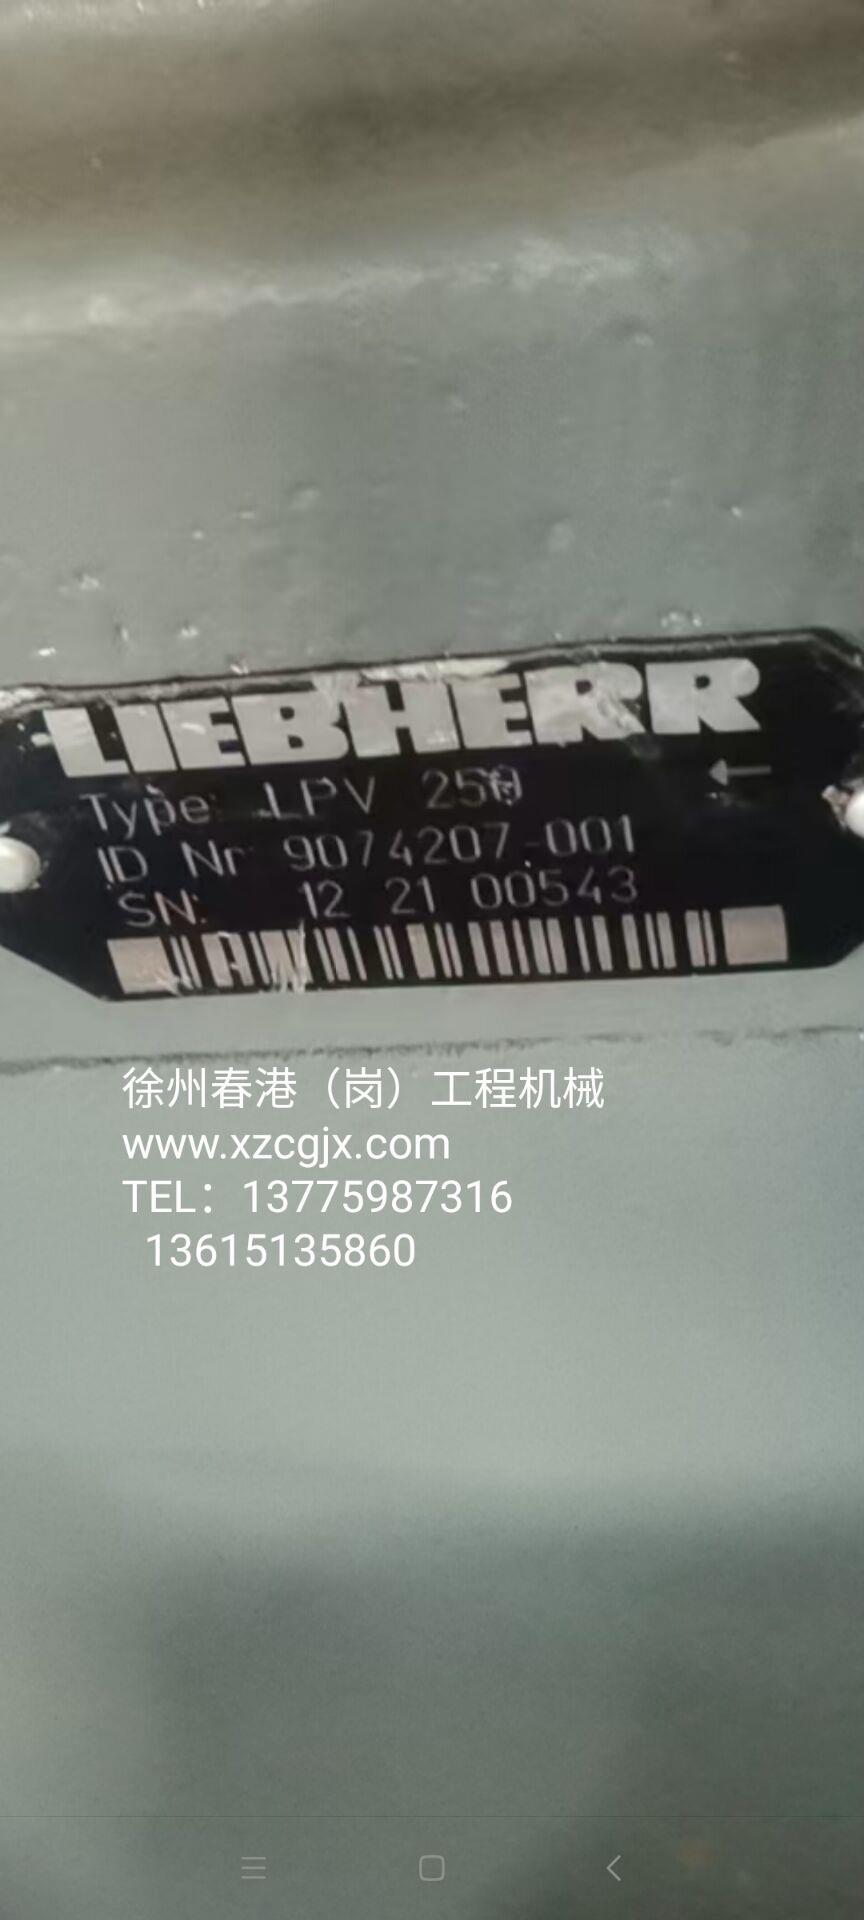 LIEBHERR
Type: LPV 250
ID Nr 9074207-001
SN: 12 21 00543
徐州春港（岗）工程机械
www.xzcgjx.com
TEL：13775987316
13615135860